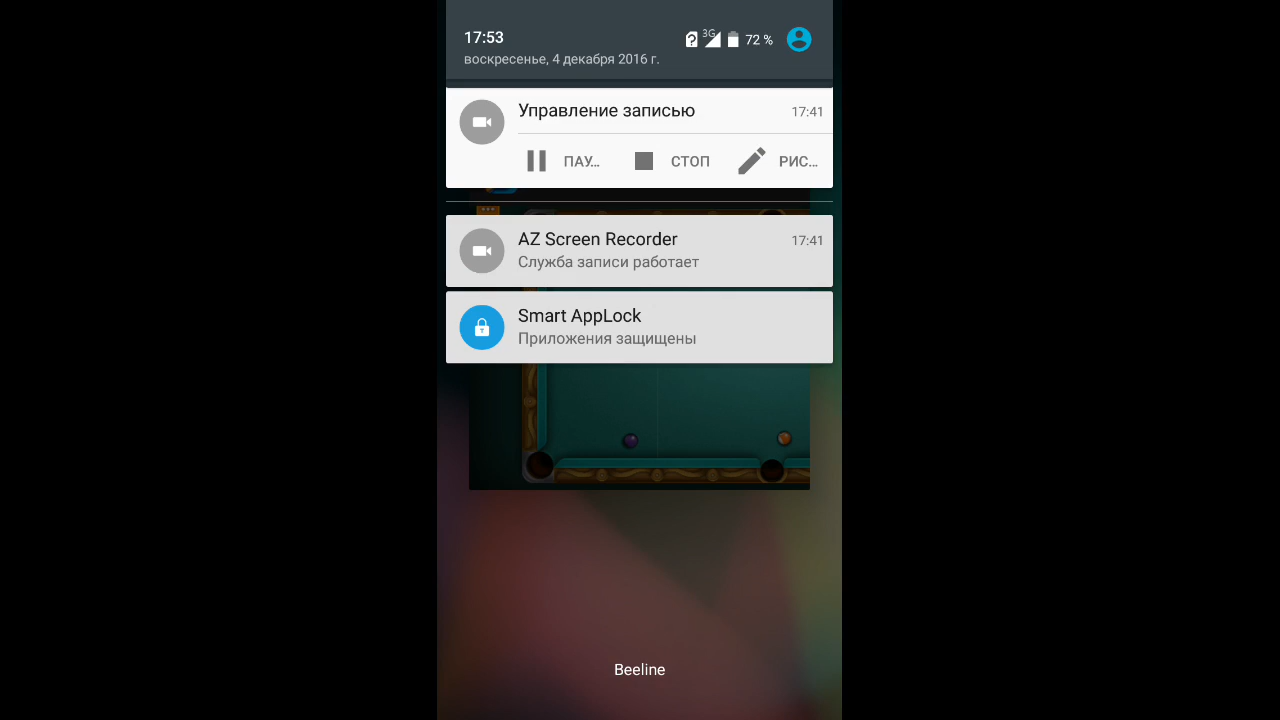 17:53
3G
72 %
воскресенье, 4 декабря 2016 г.
Управление записью
17:41
ПАУ...
СТОП
РИС...
AZ Screen Recorder
17:41
Служба записи работает
Smart AppLock
Приложения защищены
Beeline